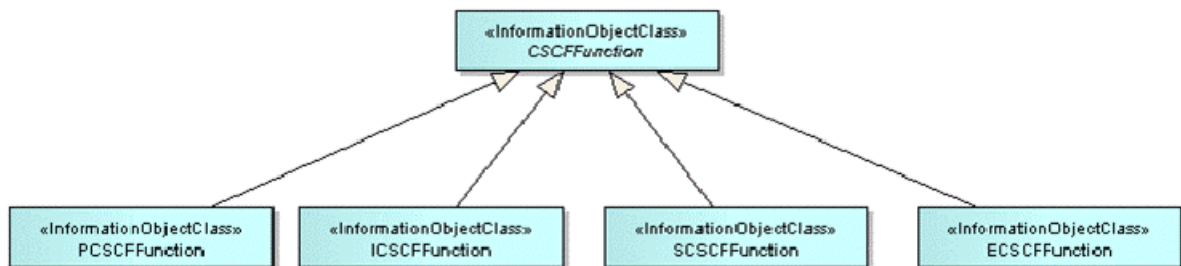 «InformationObjectClass»
CSCFFunction
«InformationObjectClass»
PCSCFFunction
«InformationObjectClass»
ICSCFFunction
«InformationObjectClass»
SCSCFFunction
«InformationObjectClass»
ECSCFFunction